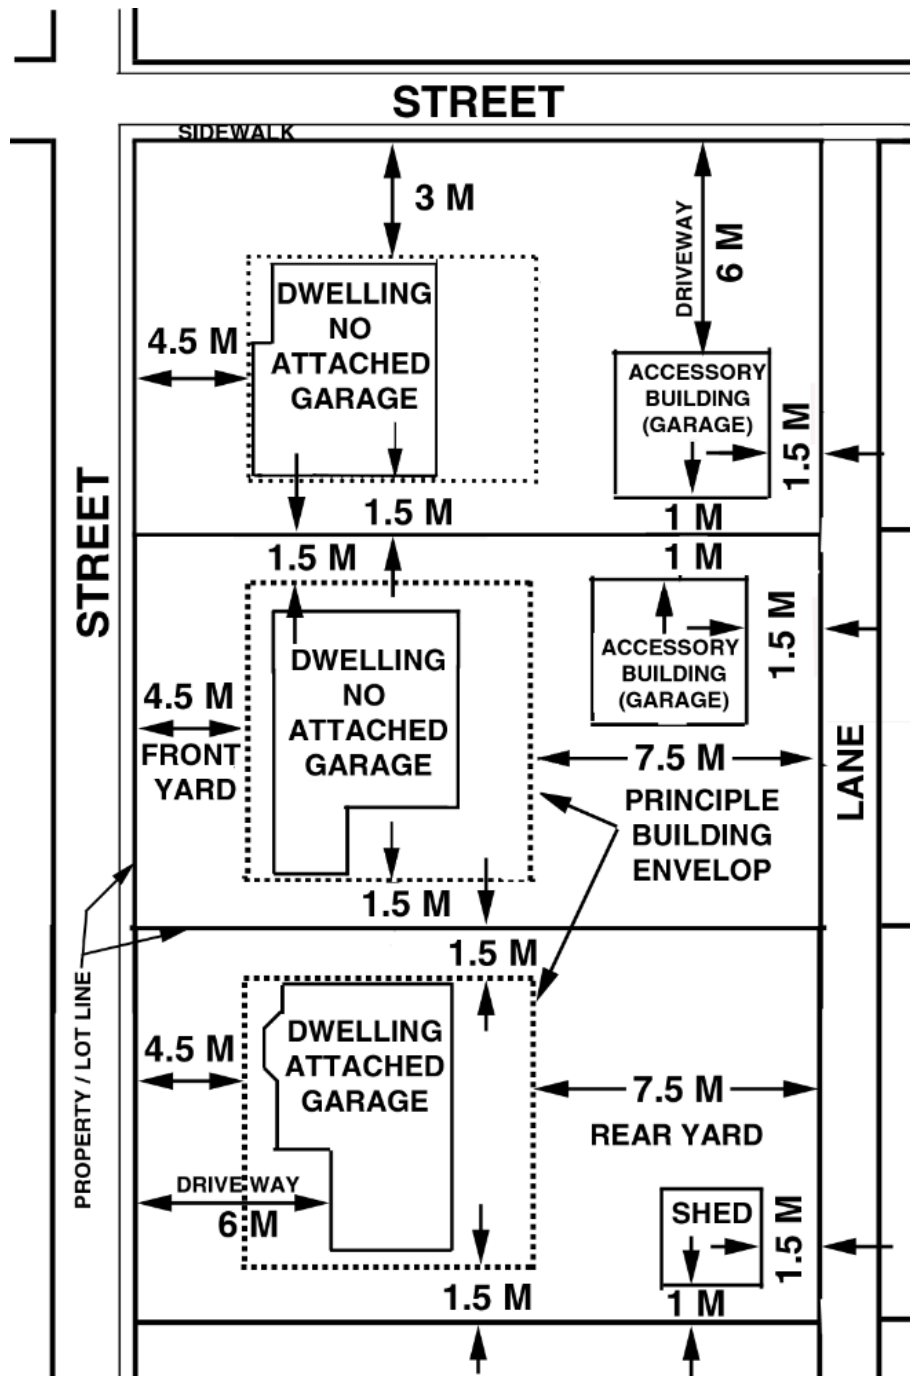 STREET
SIDEWALK
3 M
DRIVEWAY
6 M
DWELLING
NO
ATTACHED
GARAGE
4.5 M
ACCESSORY
BUILDING
(GARAGE)
1.5 M
1.5 M
1 M
STREET
1.5 M
1 M
1.5 M
DWELLING
NO
ATTACHED
GARAGE
ACCESSORY
BUILDING
(GARAGE)
4.5 M
FRONT
YARD
7.5 M
LANE
PRINCIPLE
BUILDING
ENVELOP
1.5 M
1.5 M
PROPERTY / LOT LINE
DWELLING
ATTACHED
GARAGE
4.5 M
7.5 M
REAR YARD
DRIVE WAY
6 M
SHED
1.5 M
1.5 M
1 M